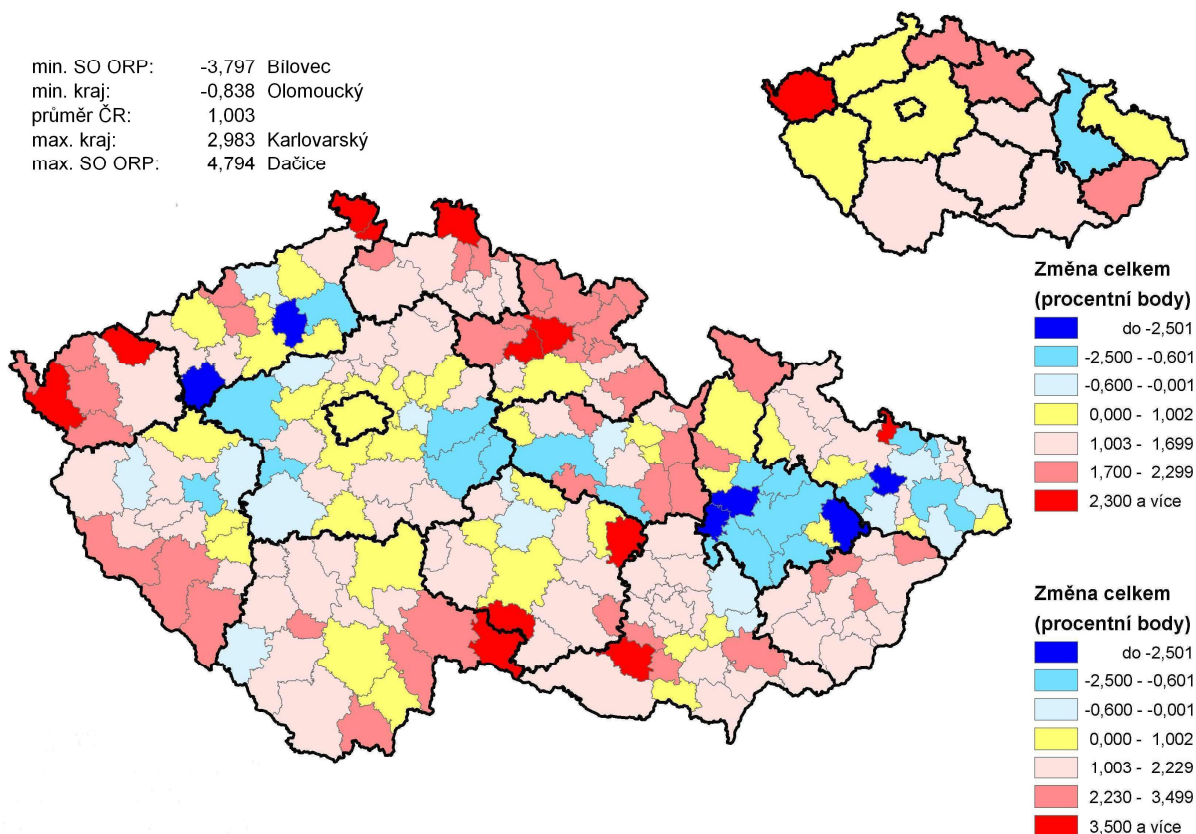 min. SO ORP: -3,797 Bílovec
min. kraj: -0,838 Olomoucký
průměr ČR: 1,003
max. kraj: 2,983 Karlovarský
max. SO ORP: 4,794 Dačice
Změna celkem
(procentní body)
do -2,501
-2,500 - -0,601
-0,600 - -0,001
0,000 - 1,002
1,003 - 1,699
1,700 - 2,299
2,300 a více
Změna celkem
(procentní body)
do -2,501
-2,500 - -0,601
-0,600 - -0,001
0,000 - 1,002
1,003 - 2,229
2,230 - 3,499
3,500 a více